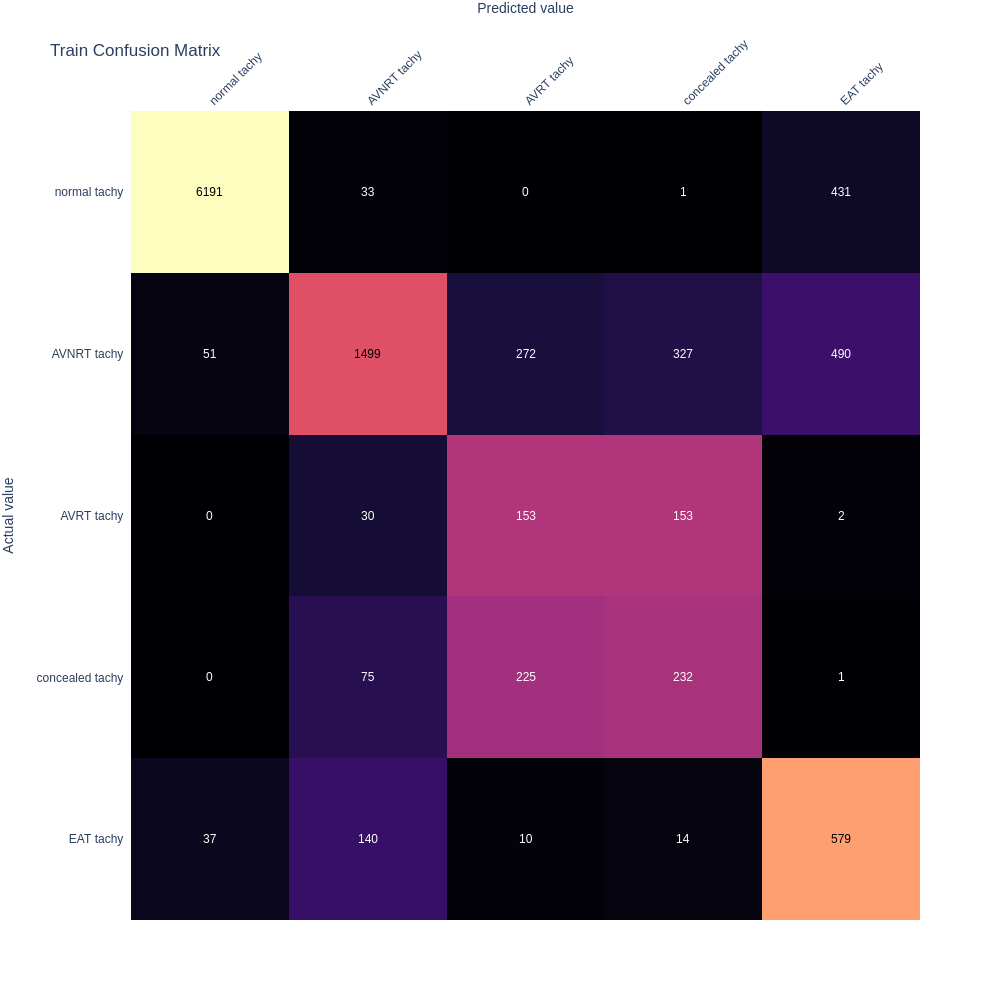 Predicted value
Train Confusion Matrix
normal tachy AVNRT tachy AVRT tachy concealed tachy EAT tachy
normal tachy 6191 33 0 1 431
AVNRT tachy 51 1499 272 327 490
Actual value
AVRT tachy 0 30 153 153 2
concealed tachy 0 75 225 232 1
EAT tachy 37 140 10 14 579